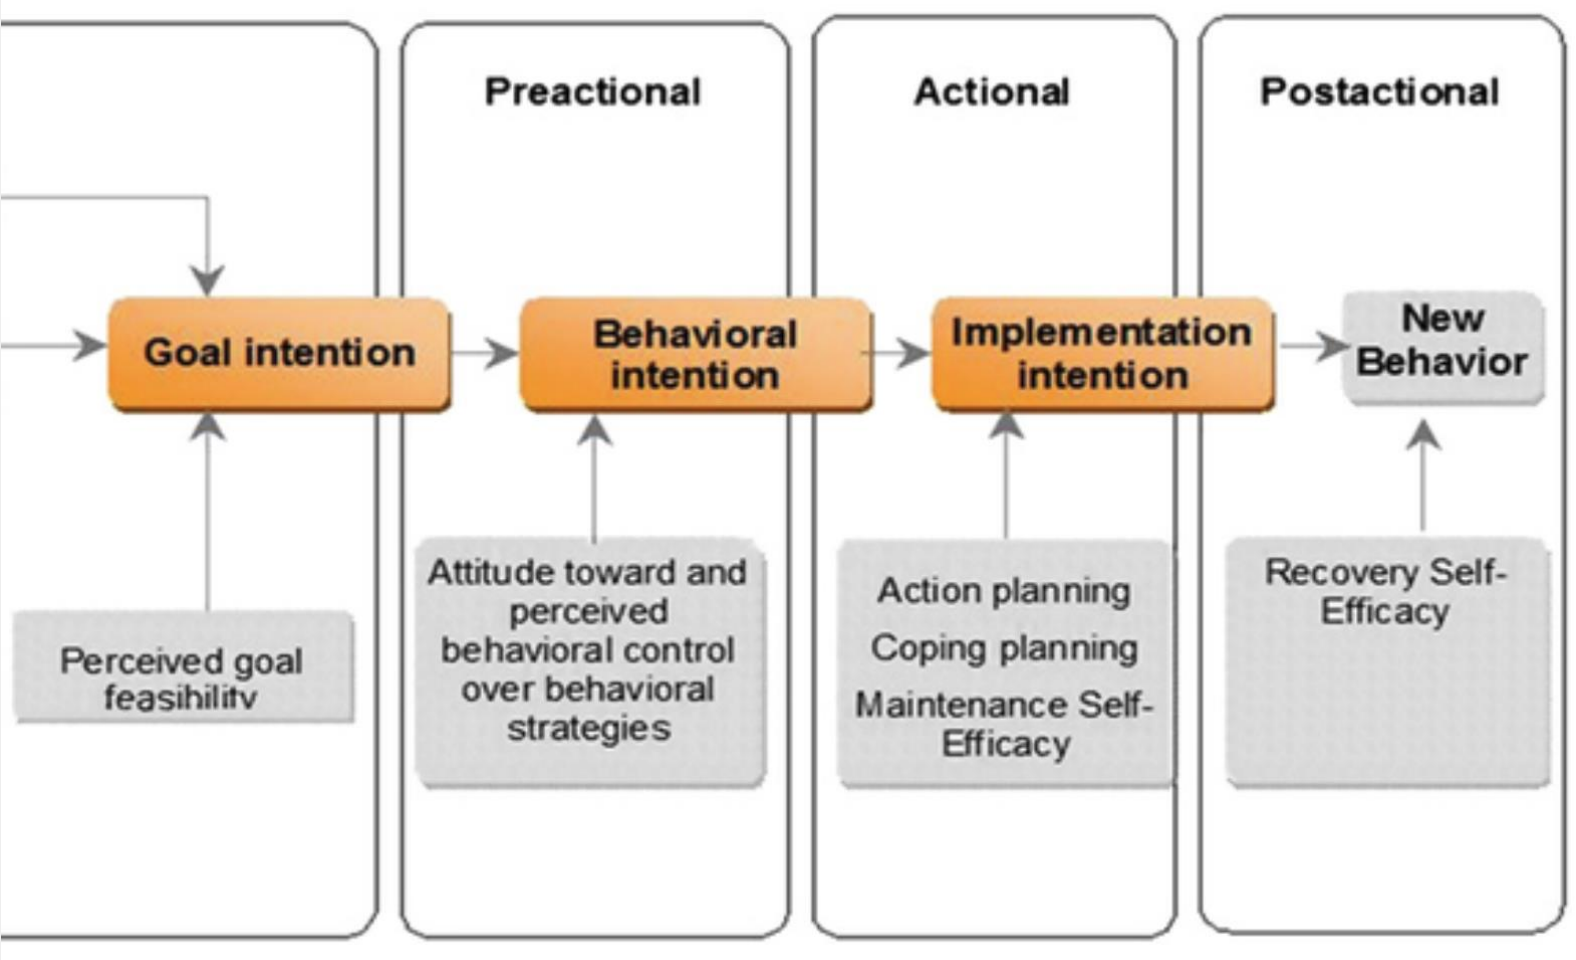 Preactional
Actional
Postactional
Goal intention
Behavioral
intention
Implementation
intention
New
Behavior
Perceived goal
feasibility
Attitude toward and
perceived
behavioral control
over behavioral
strategies
Action planning
Coping planning
Maintenance Self-
Efficacy
Recovery Self-
Efficacy